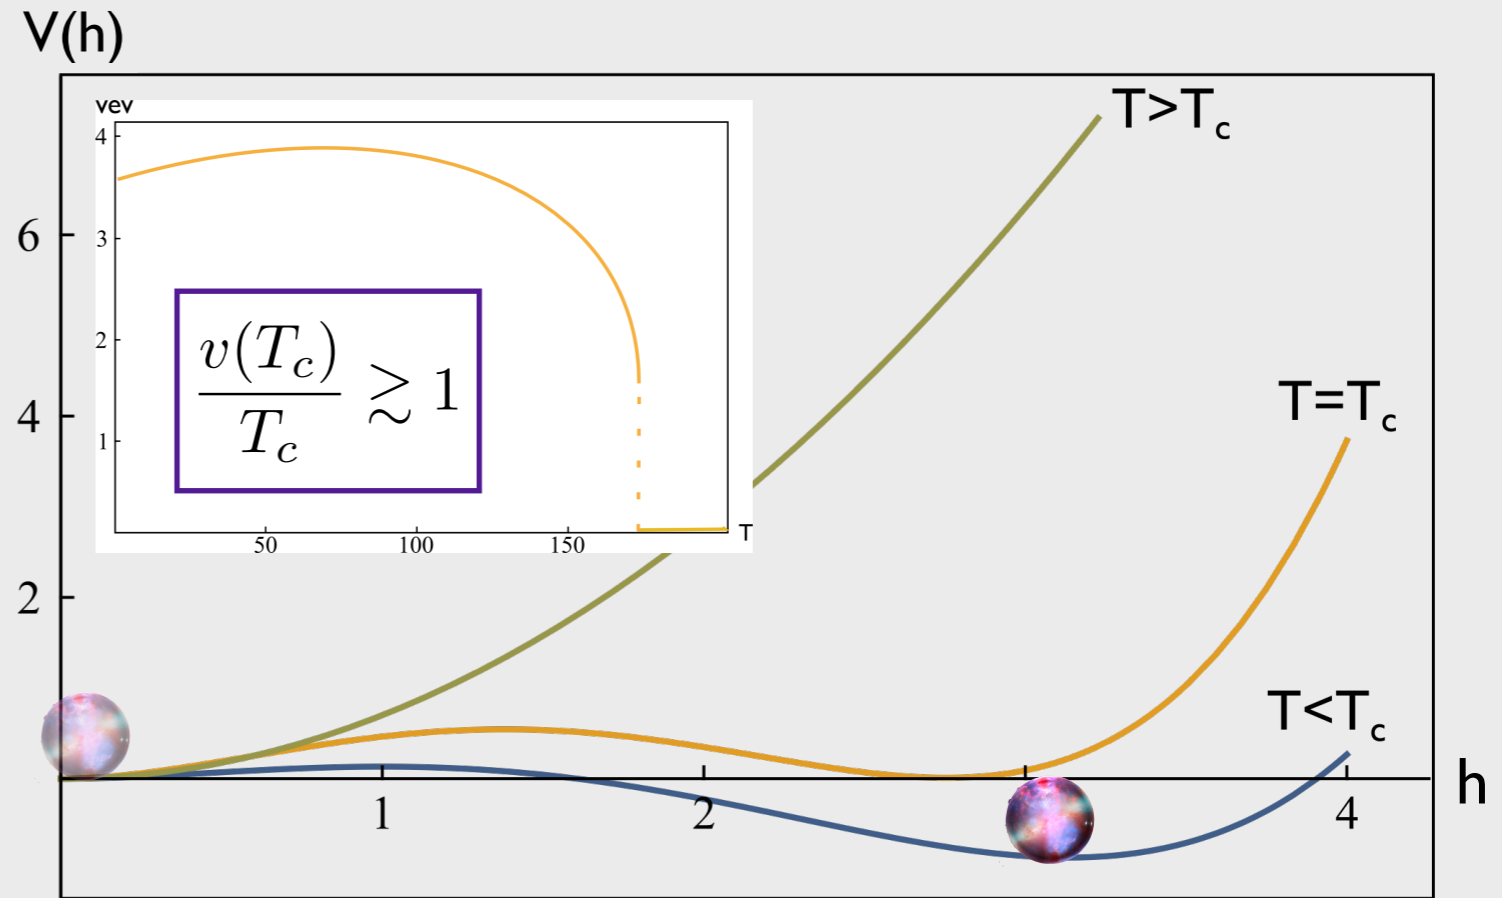 V(h)
vev
4
3
2
1
50 100 150
T
v(T_c)
/
T_c
≳ 1
T>T_c
T=T_c
T<T_c
6
4
2
1 2 4
h